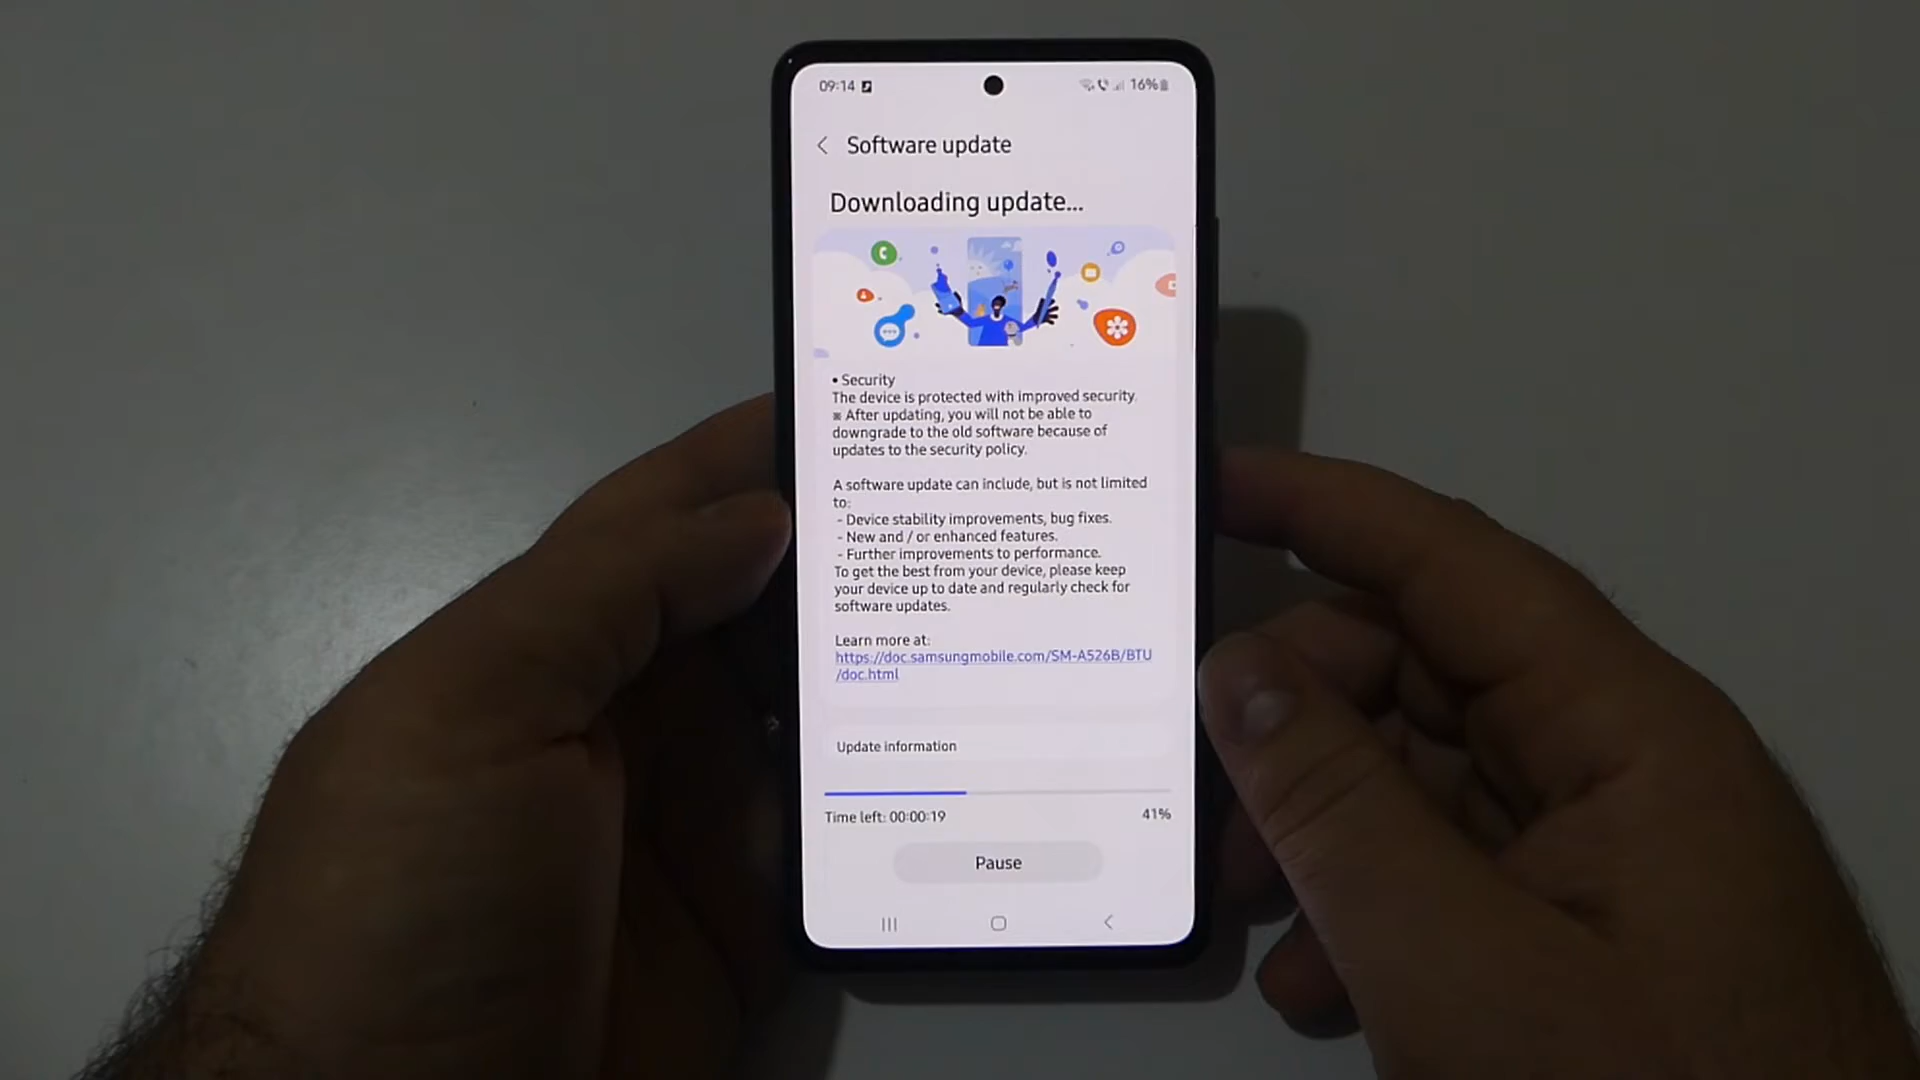 09:14
16%
Software update
Downloading update...
• Security
The device is protected with improved security.
※ After updating, you will not be able to
downgrade to the old software because of
updates to the security policy.
A software update can include, but is not limited
to:
- Device stability improvements, bug fixes.
- New and / or enhanced features.
- Further improvements to performance.
To get the best from your device, please keep
your device up to date and regularly check for
software updates.
Learn more at:
https://doc.samsungmobile.com/SM-A526B/BTU
/doc.html
Update information
Time left: 00:00:19
41%
Pause